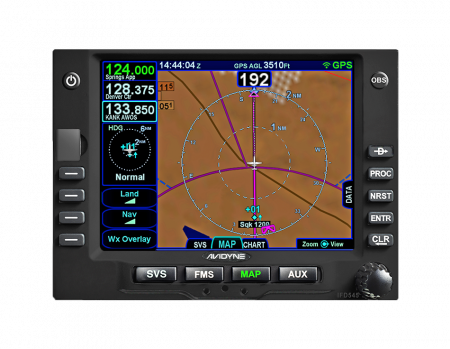 124.000
Springs App
128.375
Denver Ctr
133.850
KANK AWOS
14:44:04 Z
GPS AGL 3510Ft
GPS
192
OBS
115
051
HDG
6NM
2NM
2 NM
1 NM
Normal
Land
Nav
Wx Overlay
+01
Sqk 1200
DATA
SVS MAP CHART
Zoom View
PROC
NRST
ENTR
CLR
AVIDYNE
SVS FMS MAP AUX